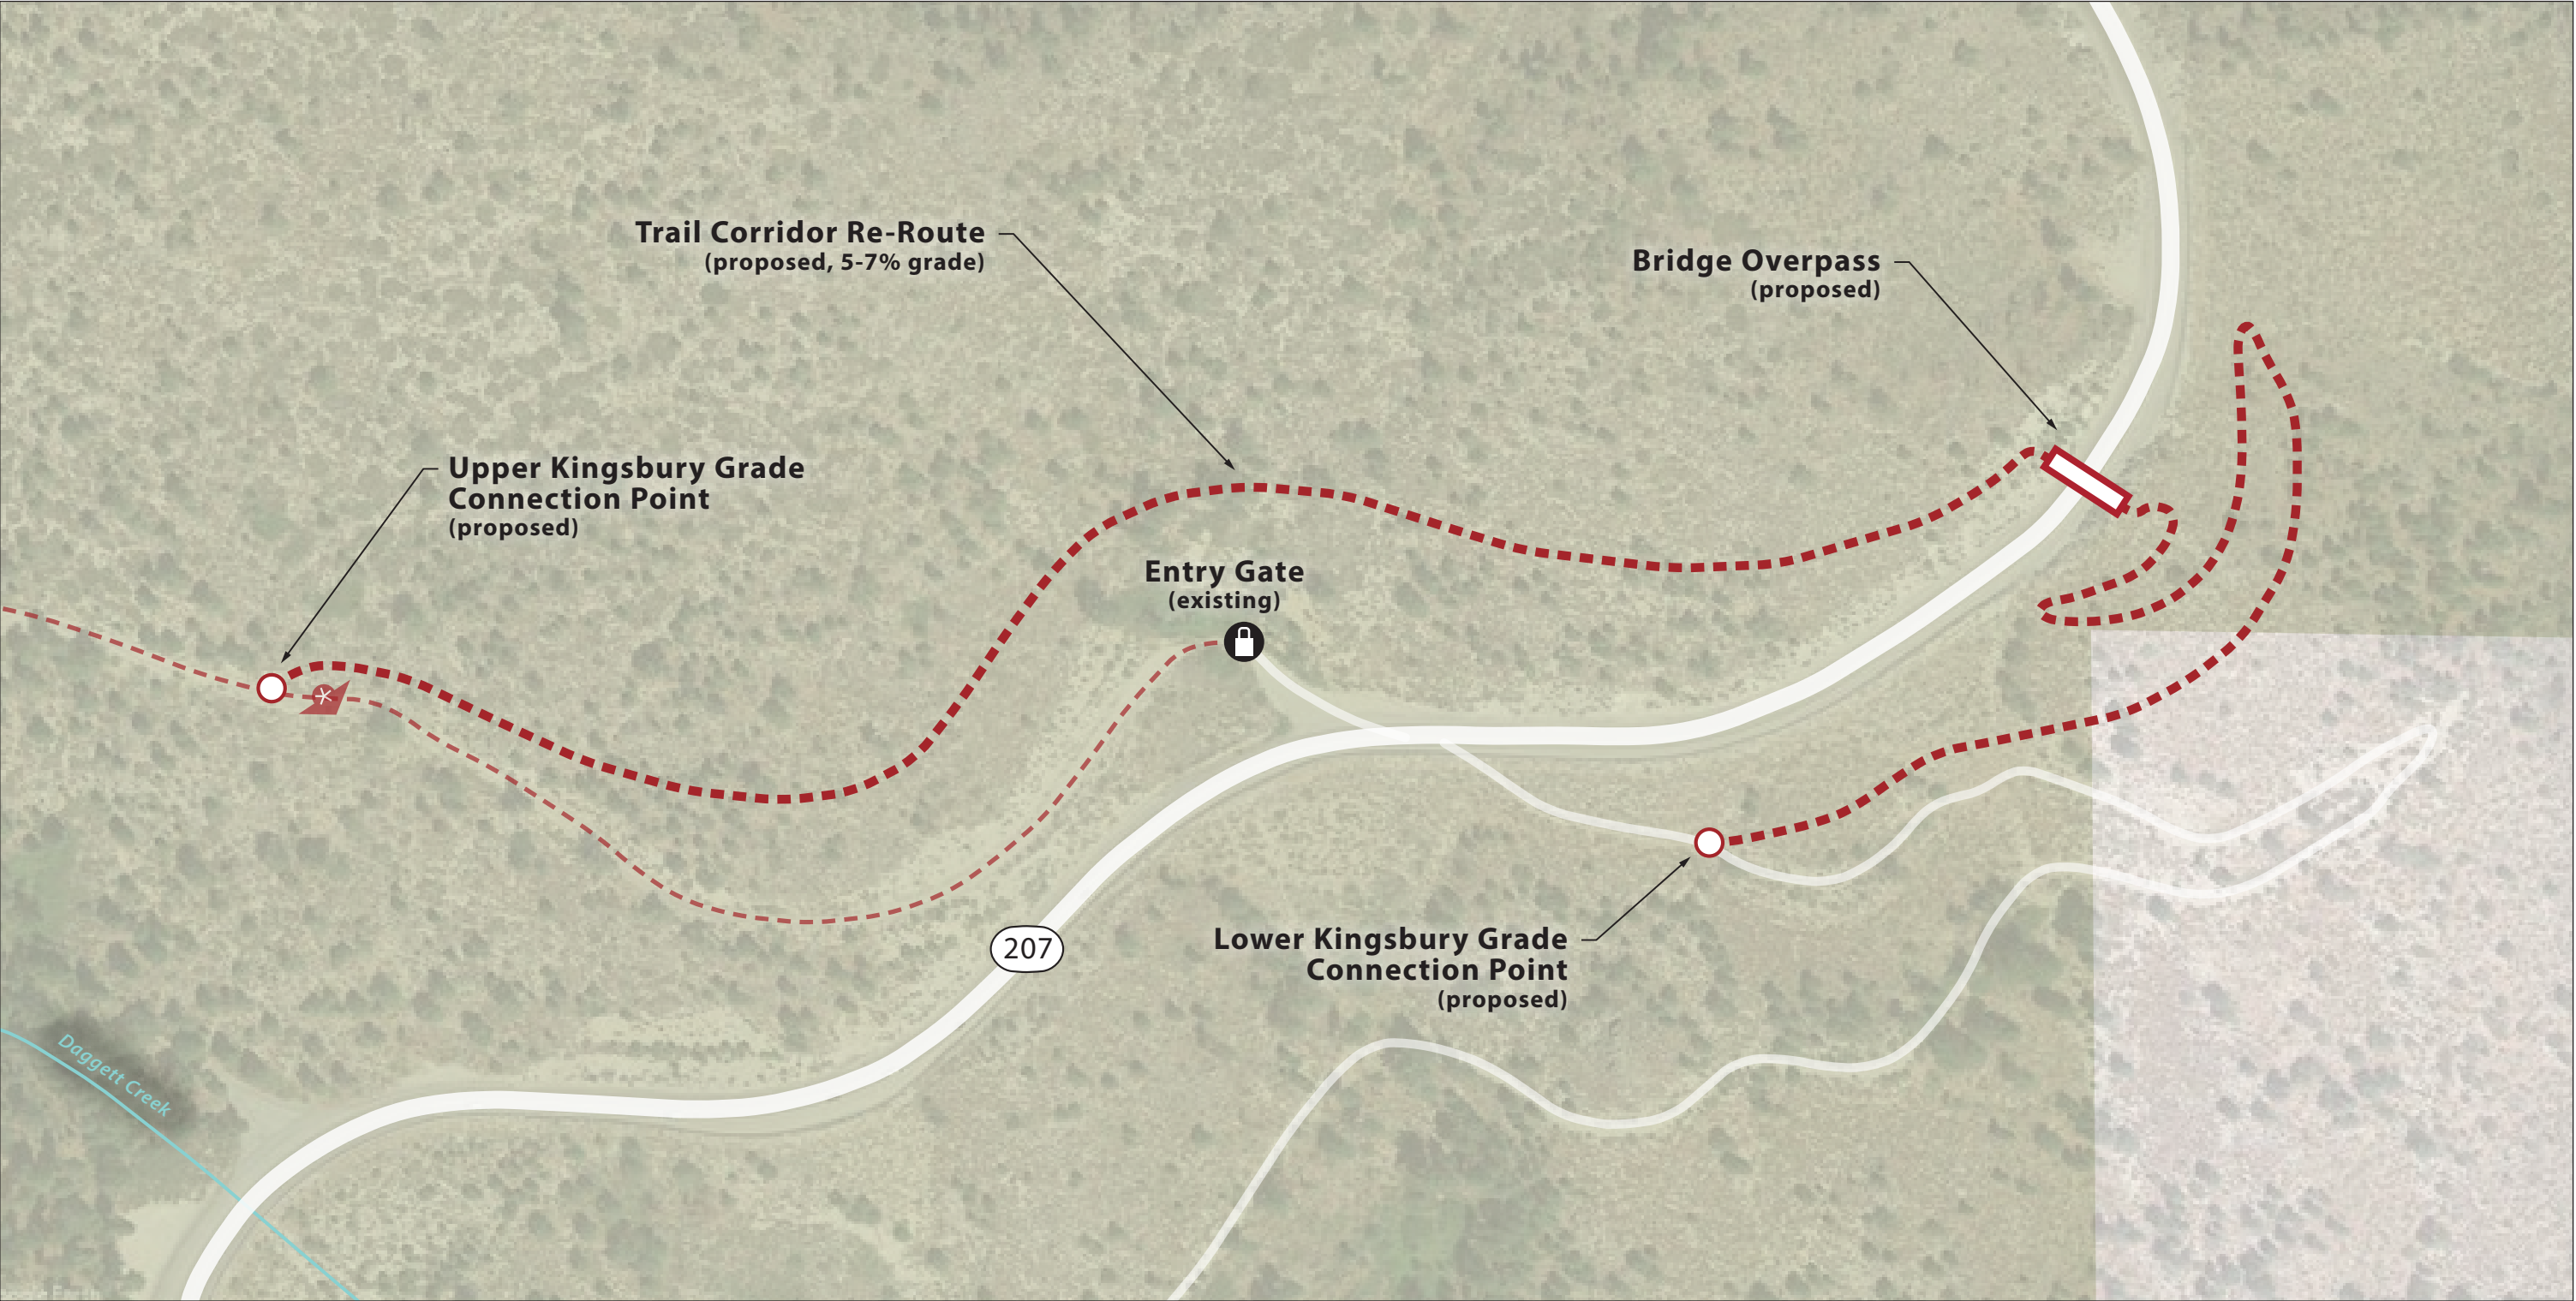 Trail Corridor Re-Route
(proposed, 5-7% grade)
Bridge Overpass
(proposed)
Upper Kingsbury Grade
Connection Point
(proposed)
Entry Gate
(existing)
207
Lower Kingsbury Grade
Connection Point
(proposed)
Daggett Creek